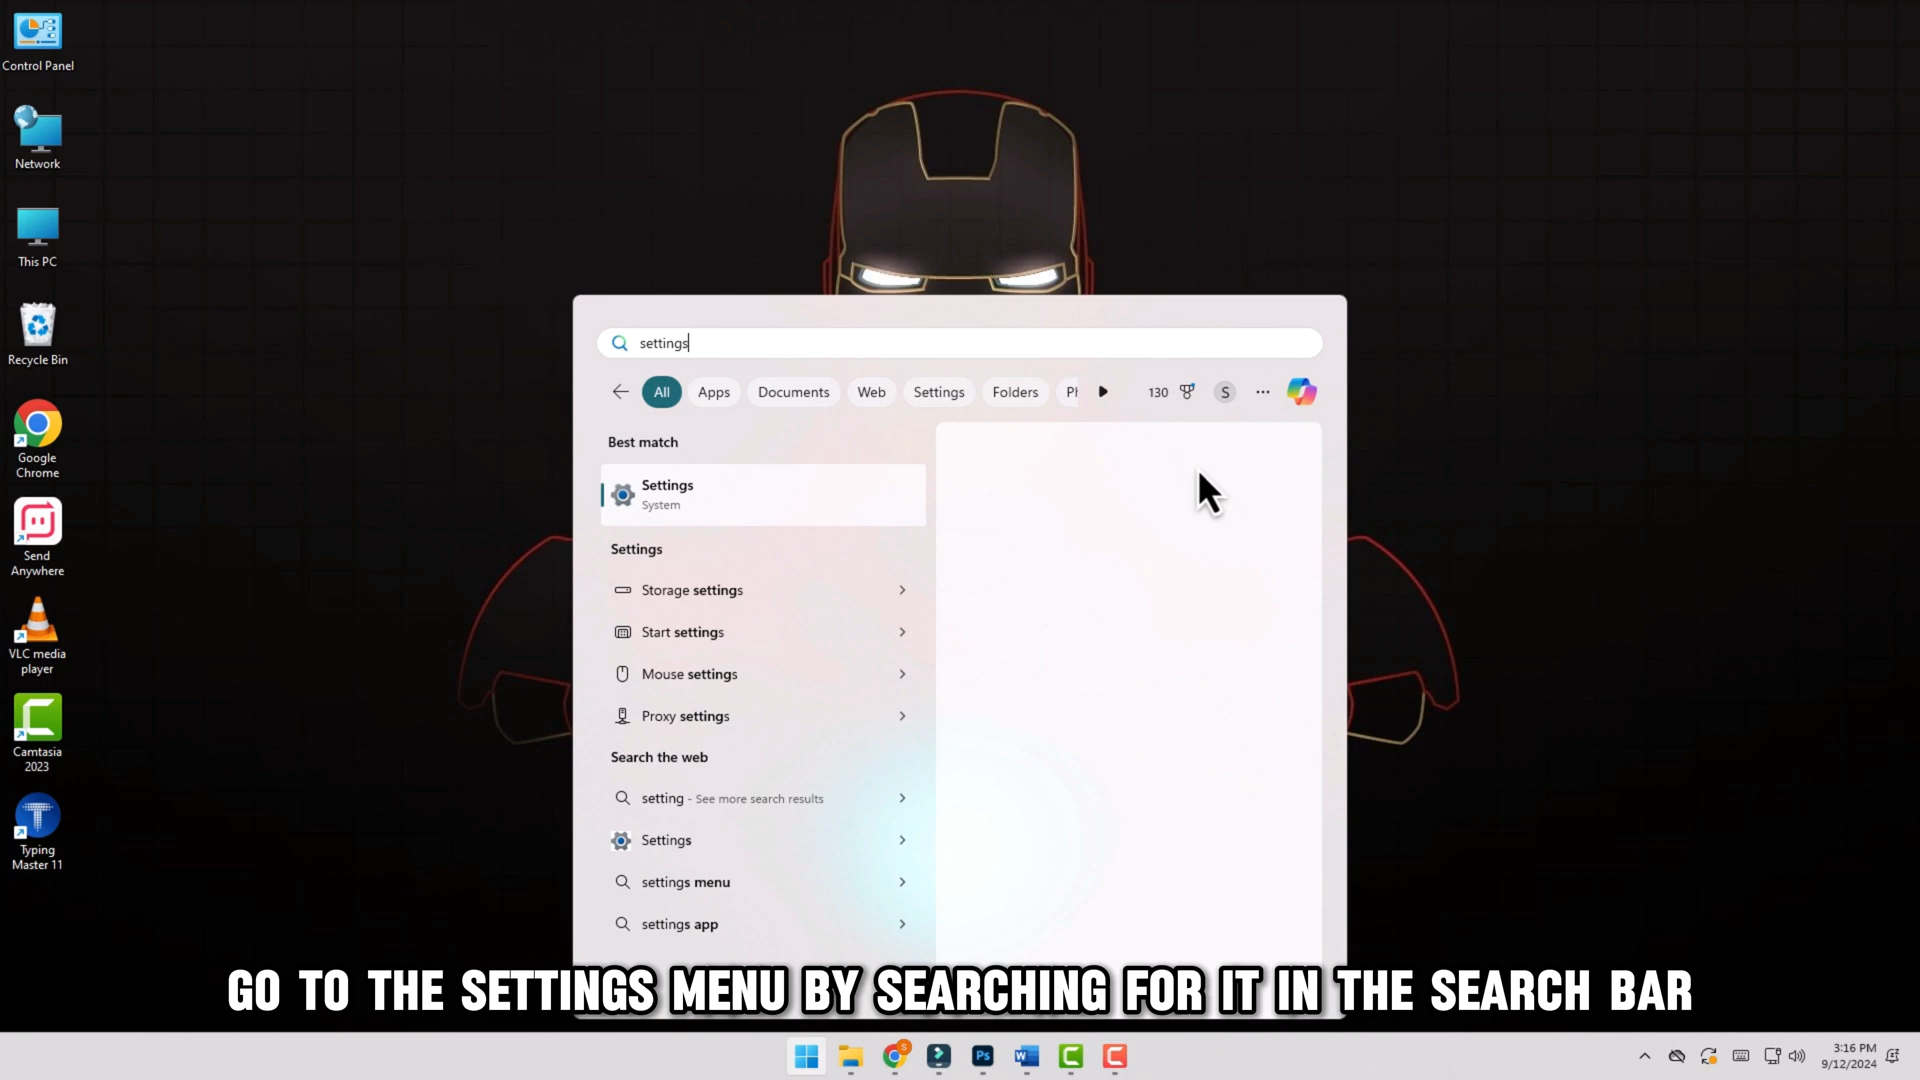 Control Panel
Network
This PC
Recycle Bin
Google
Chrome
Send
Anywhere
VLC media
player
Camtasia
2023
Typing
Master 11
settings
All
Apps
Documents
Web
Settings
Folders
130
S
Best match
Settings
System
Settings
Storage settings
Start settings
Mouse settings
Proxy settings
Search the web
setting - See more search results
Settings
settings menu
settings app
GO TO THE SETTINGS MENU BY SEARCHING FOR IT IN THE SEARCH BAR
S
Ps
3:16 PM
9/12/2024